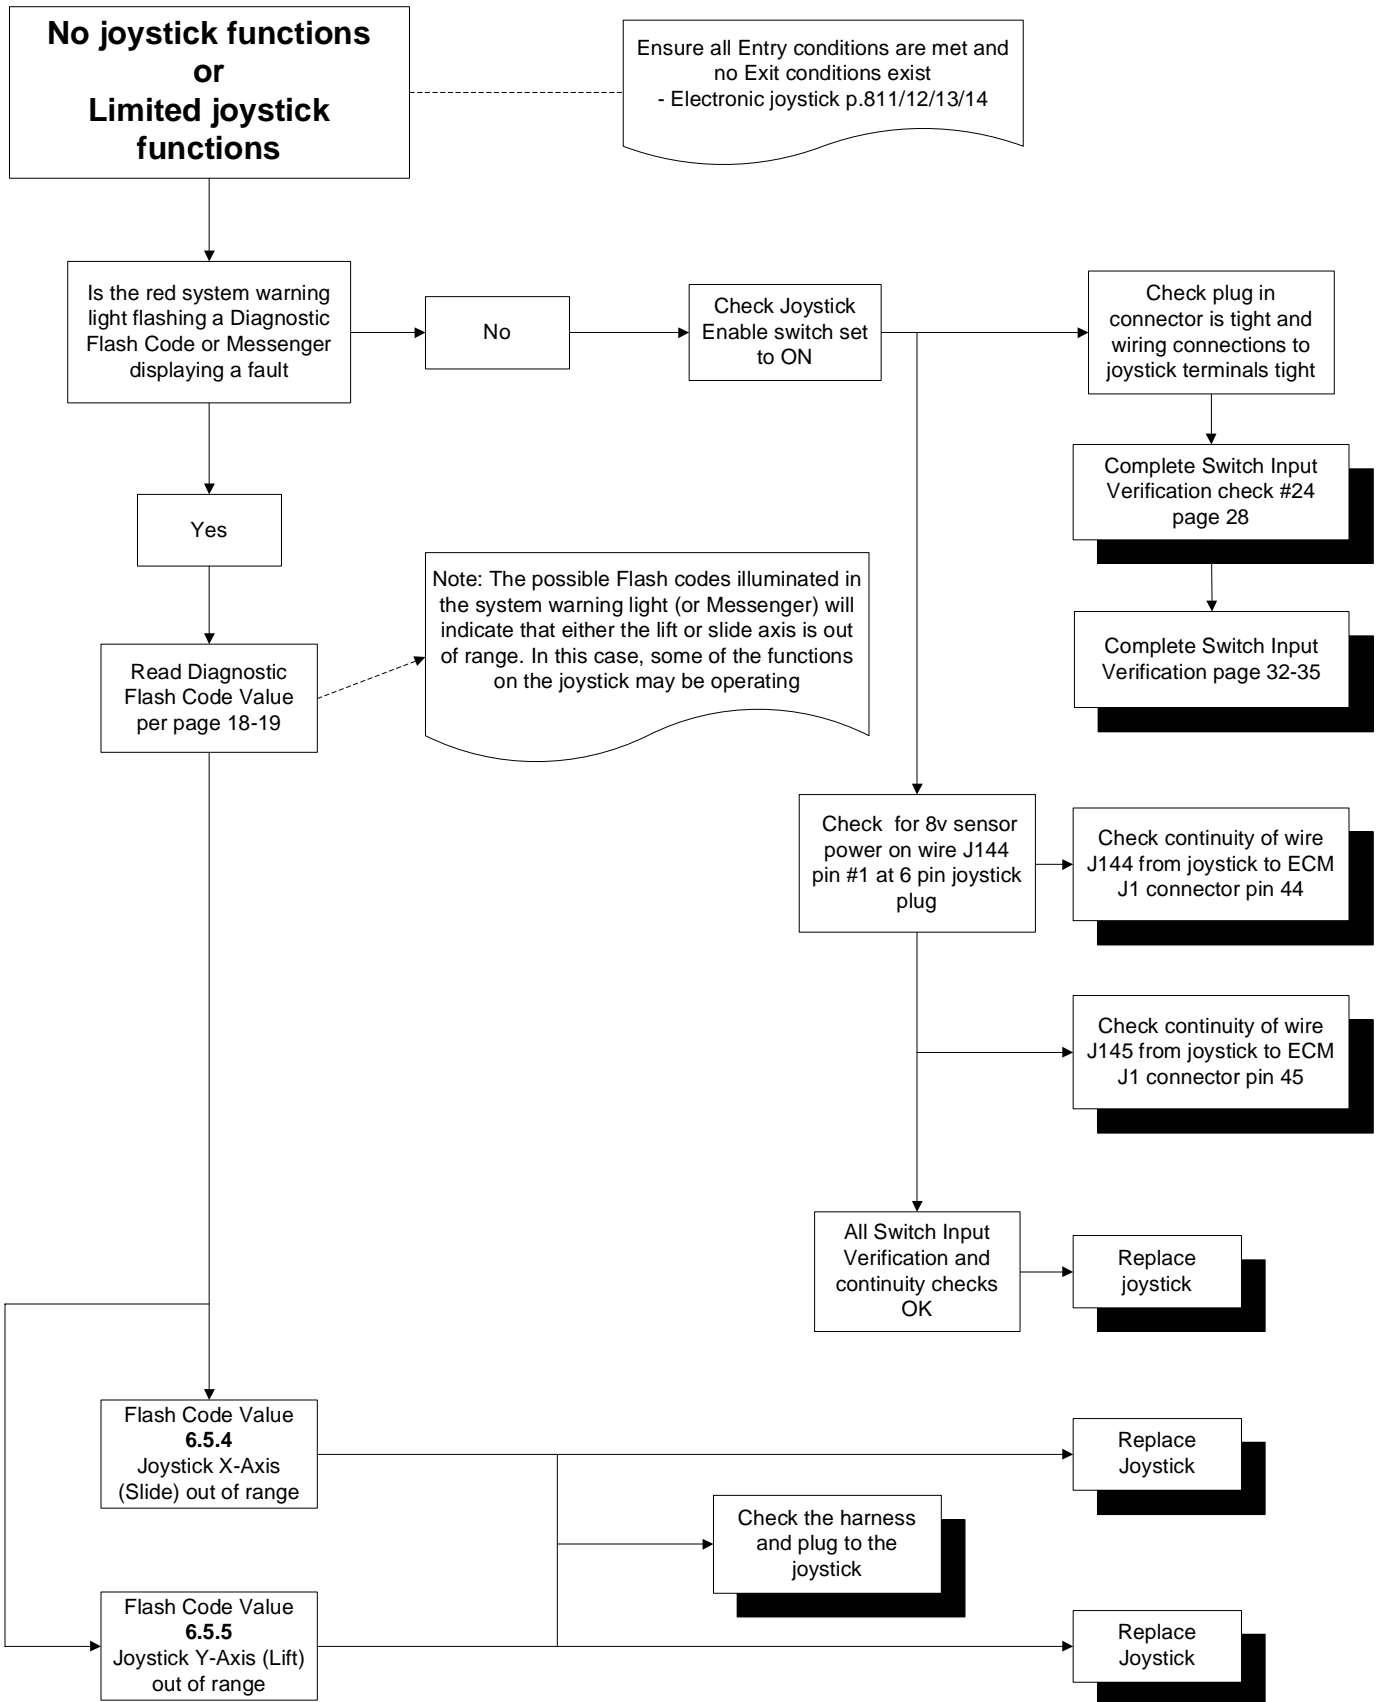 No joystick functions
or
Limited joystick
functions
Ensure all Entry conditions are met and
no Exit conditions exist
- Electronic joystick p.811/12/13/14
Is the red system warning
light flashing a Diagnostic
Flash Code or Messenger
displaying a fault
No
Check Joystick
Enable switch set
to ON
Check plug in
connector is tight and
wiring connections to
joystick terminals tight
Complete Switch Input
Verification check #24
page 28
Yes
Note: The possible Flash codes illuminated in
the system warning light (or Messenger) will
indicate that either the lift or slide axis is out
of range. In this case, some of the functions
on the joystick may be operating
Complete Switch Input
Verification page 32-35
Read Diagnostic
Flash Code Value
per page 18-19
Check for 8v sensor
power on wire J144
pin #1 at 6 pin joystick
plug
Check continuity of wire
J144 from joystick to ECM
J1 connector pin 44
Check continuity of wire
J145 from joystick to ECM
J1 connector pin 45
All Switch Input
Verification and
continuity checks
OK
Replace
joystick
Flash Code Value
6.5.4
Joystick X-Axis
(Slide) out of range
Replace
Joystick
Check the harness
and plug to the
joystick
Flash Code Value
6.5.5
Joystick Y-Axis (Lift)
out of range
Replace
Joystick